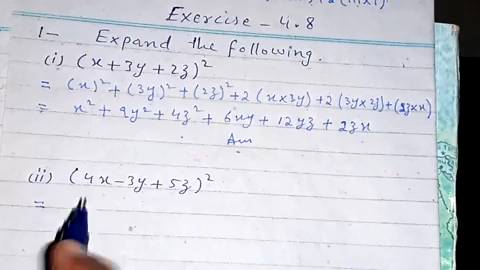 Exercise - 4.8
1- Expand the following.
(i) (x + 3y + 2z)²
= (x)² + (3y)² + (2z)² + 2 (x×3y) + 2 (3y×2z) + (2z×x)
= x² + 9y² + 4z² + 6xy + 12yz + 2zx
Ans
(ii) (4x - 3y + 5z)²
=